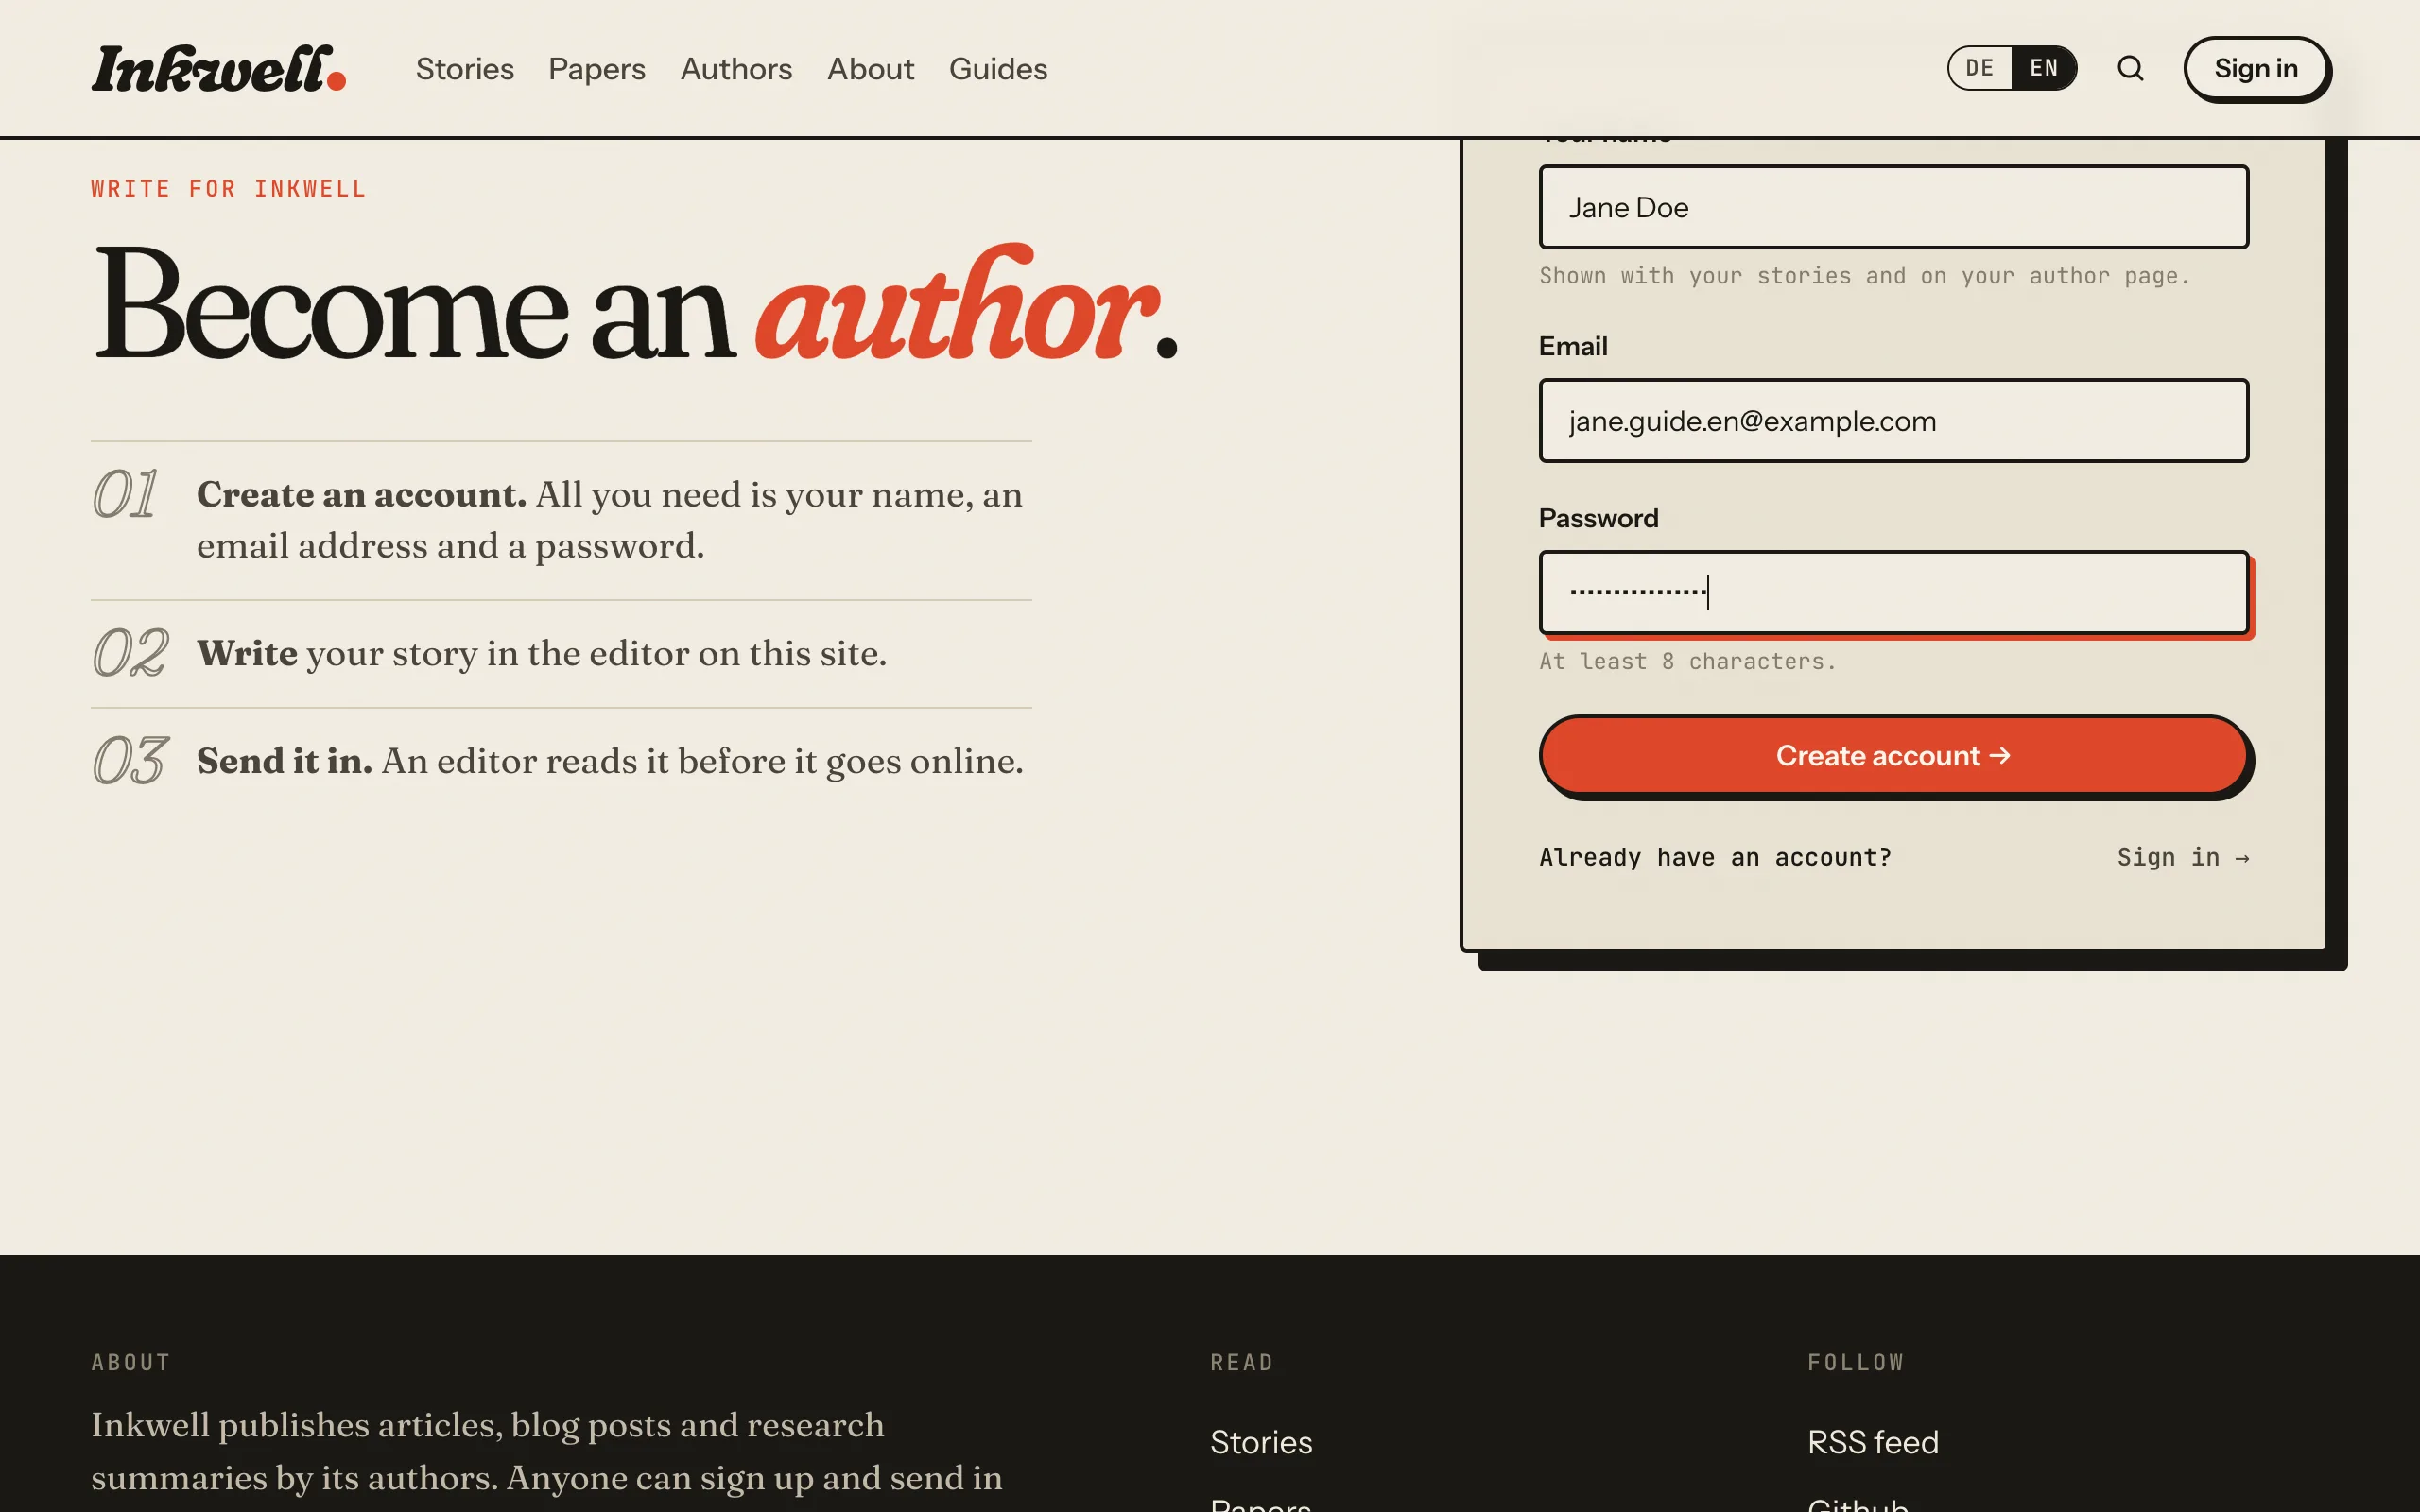 Inkwell.
Stories Papers Authors About Guides
DE EN
Sign in
WRITE FOR INKWELL
Become an author.
01 Create an account. All you need is your name, an
email address and a password.
02 Write your story in the editor on this site.
03 Send it in. An editor reads it before it goes online.
Your name
Jane Doe
Shown with your stories and on your author page.
Email
jane.guide.en@example.com
Password
At least 8 characters.
Create account →
Already have an account? Sign in →
ABOUT
Inkwell publishes articles, blog posts and research
summaries by its authors. Anyone can sign up and send in
READ
Stories
Papers
FOLLOW
RSS feed
Github